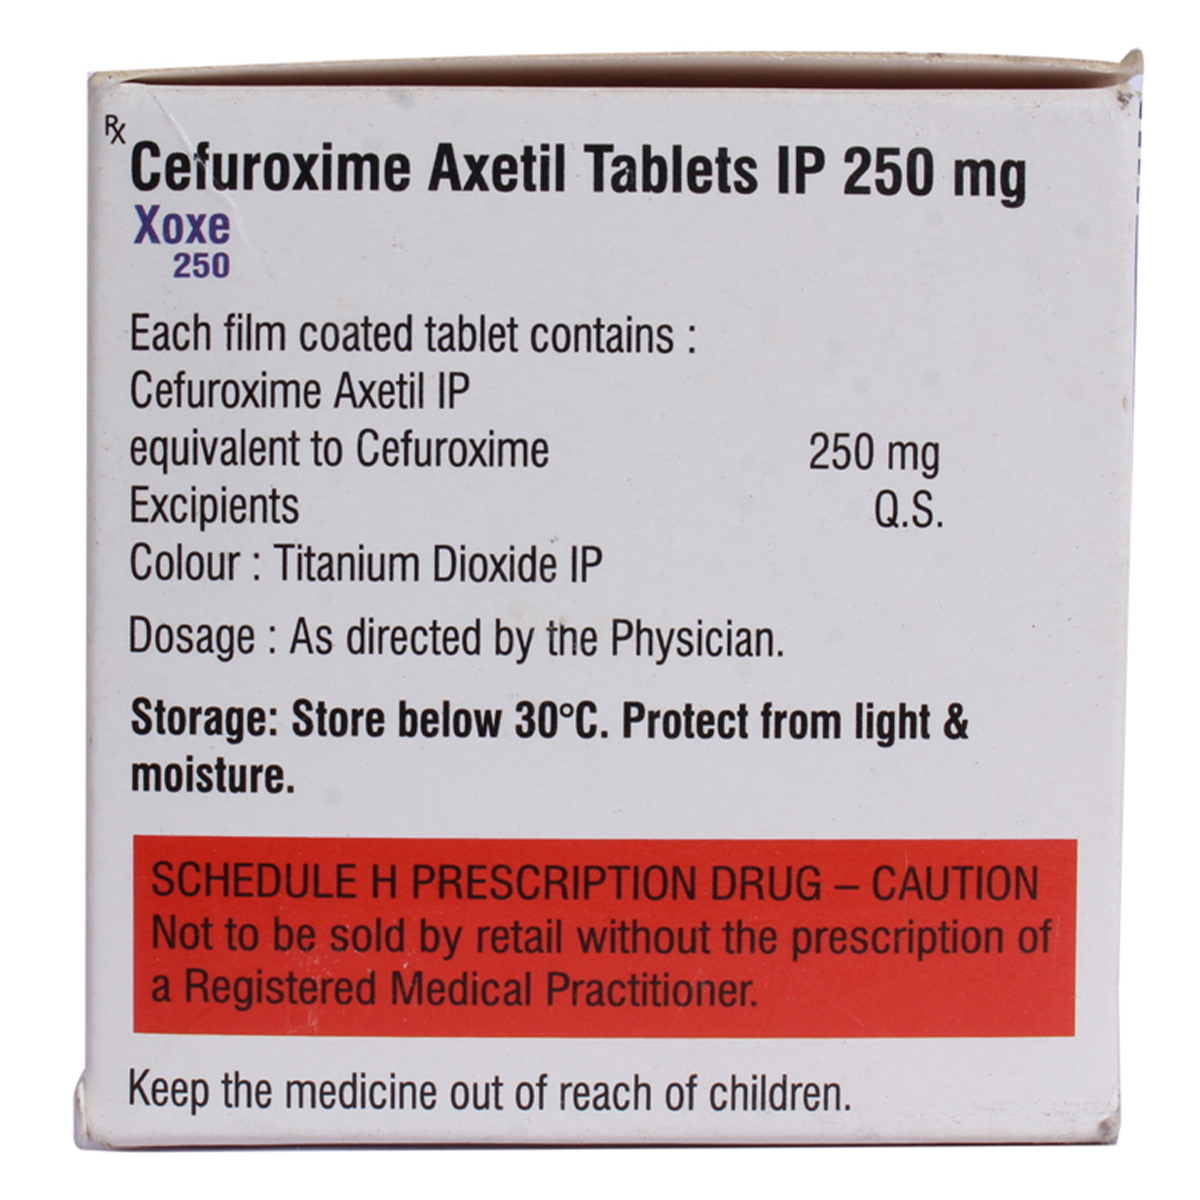 Rx
Cefuroxime Axetil Tablets IP 250 mg
Xoxe
250
Each film coated tablet contains :
Cefuroxime Axetil IP
equivalent to Cefuroxime 250 mg
Excipients Q.S.
Colour : Titanium Dioxide IP
Dosage : As directed by the Physician.
Storage: Store below 30°C. Protect from light &
moisture.
SCHEDULE H PRESCRIPTION DRUG – CAUTION
Not to be sold by retail without the prescription of
a Registered Medical Practitioner.
Keep the medicine out of reach of children.